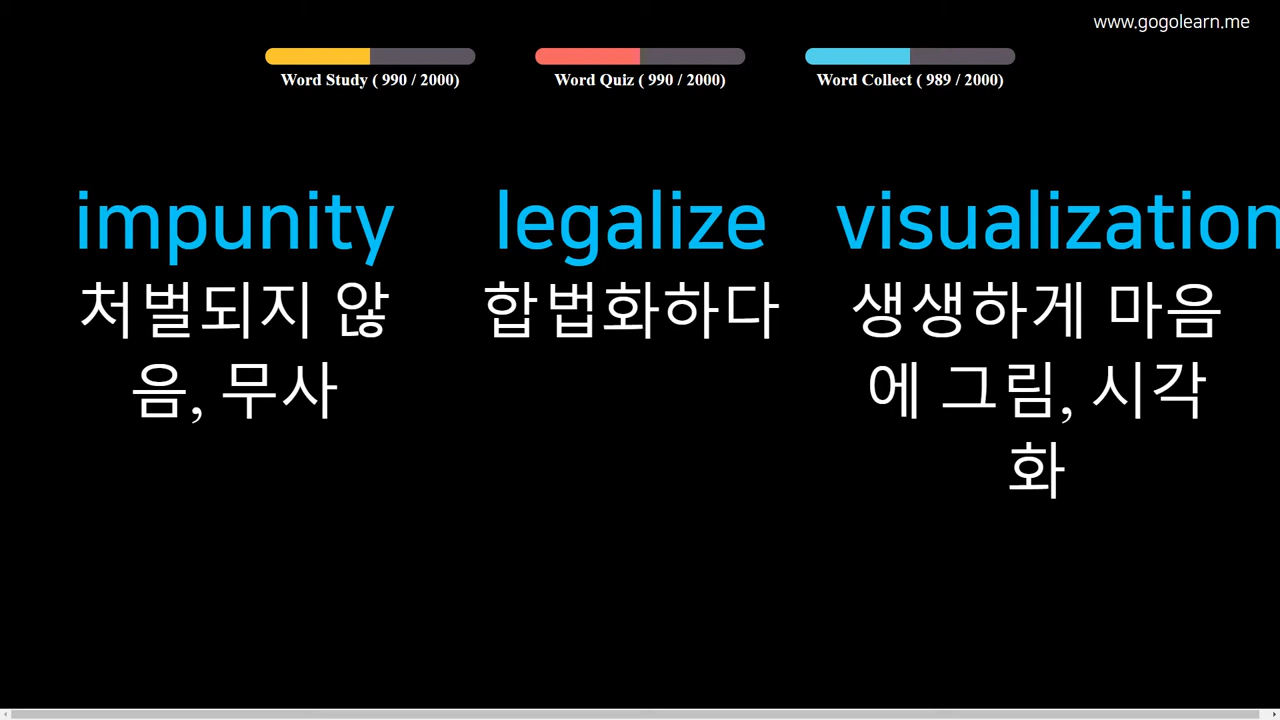 www.gogolearn.me
Word Study ( 990 / 2000)
Word Quiz ( 990 / 2000)
Word Collect ( 989 / 2000)
impunity
처벌되지 않
음, 무사
legalize
합법화하다
visualization
생생하게 마음
에 그림, 시각
화